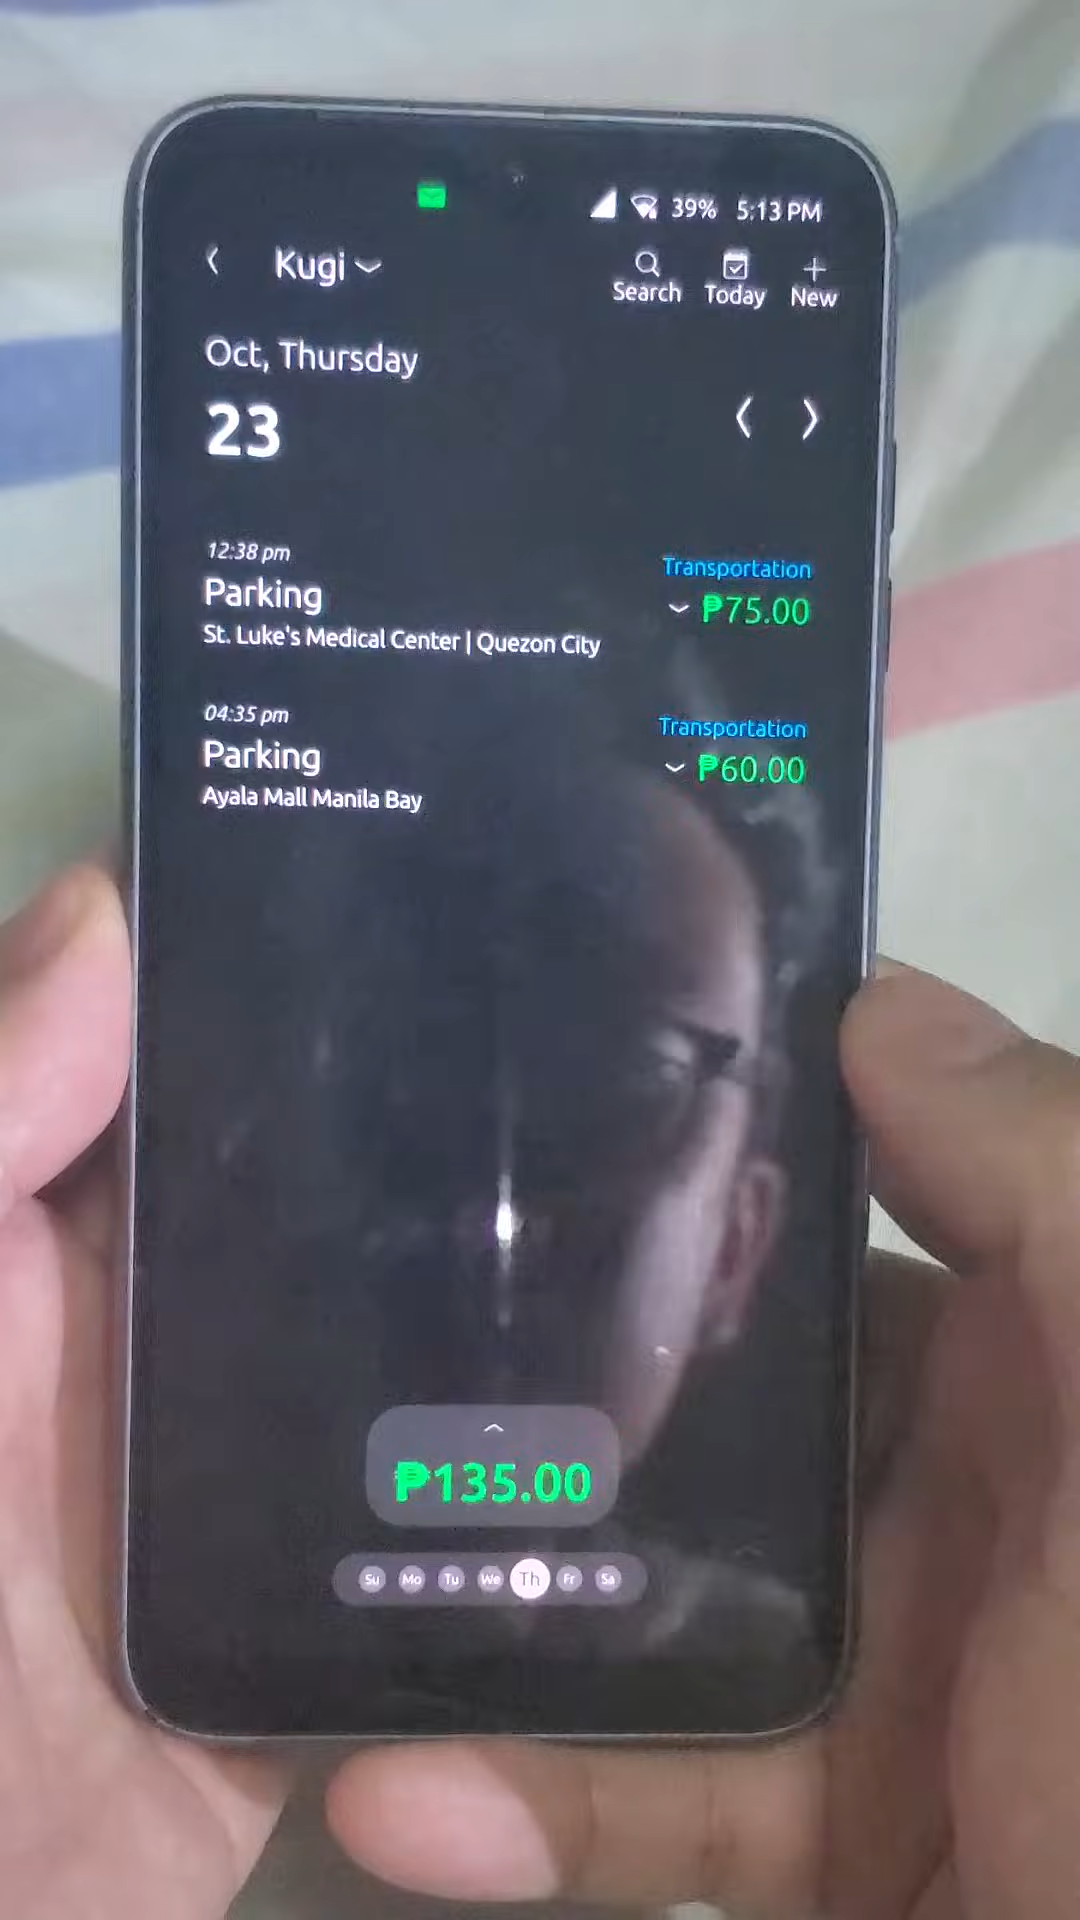 39% 5:13 PM
Kugi
Search Today New
Oct, Thursday
23
12:38 pm
Transportation
Parking
₱75.00
St. Luke's Medical Center | Quezon City
04:35 pm
Transportation
Parking
₱60.00
Ayala Mall Manila Bay
₱135.00
Su Mo Tu We Th Fr Sa